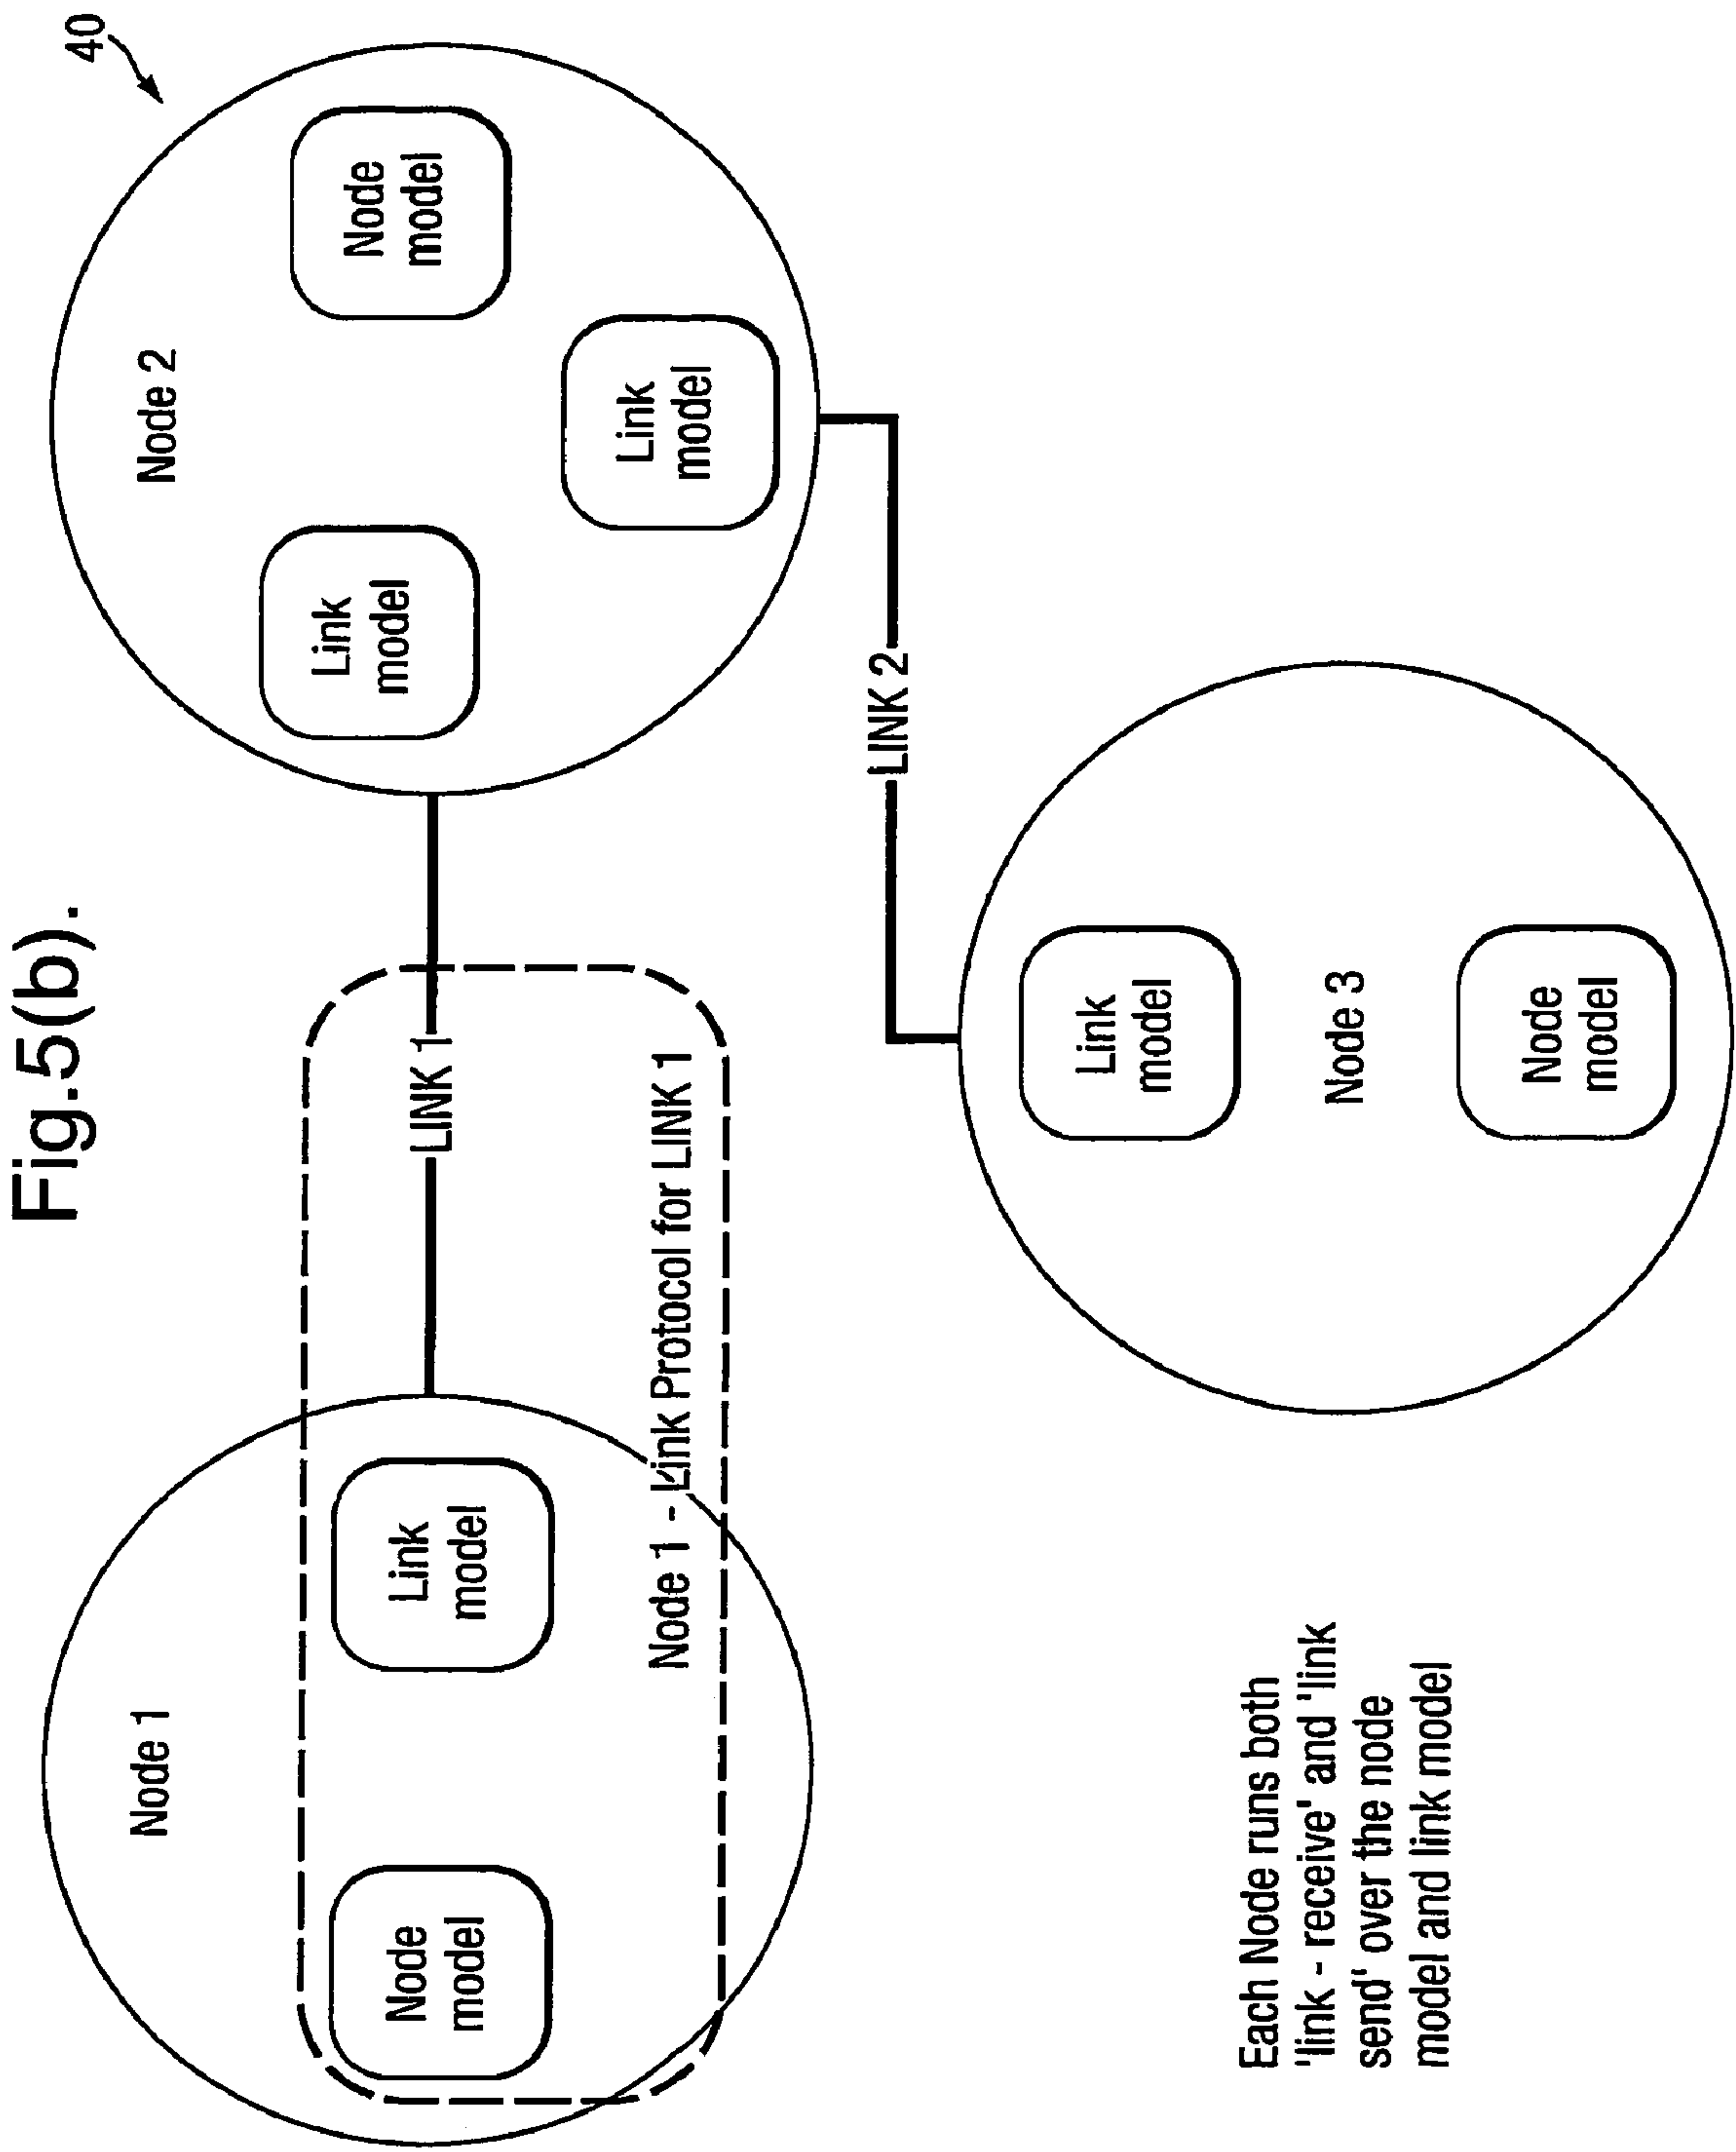 Fig.5(b).
40
Node 1
Node
model
Link
model
LINK 1
Node 1 - Link Protocol for LINK 1
Node 2
Link
model
Link
model
Node
model
LINK 2
Link
model
Node 3
Node
model
Each Node runs both
'link - receive' and 'link
send' over the node
model and link model